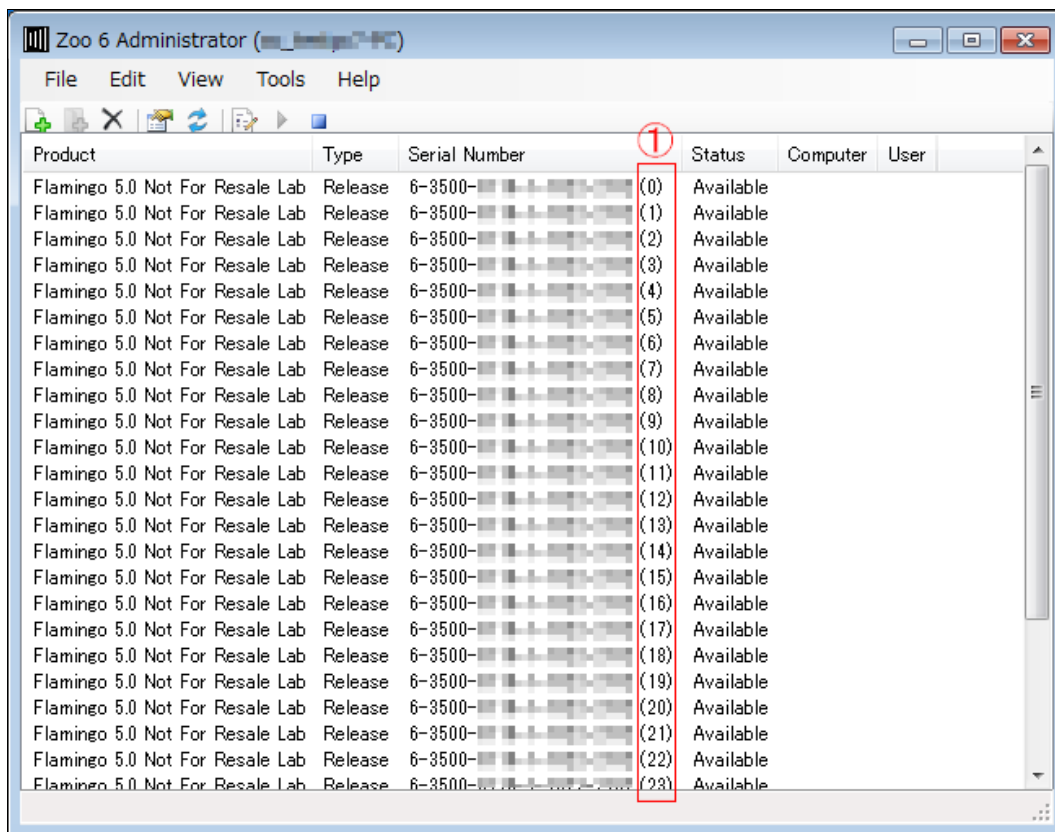 Zoo 6 Administrator (
File Edit View Tools Help
①
Product Type Serial Number Status Computer User
Flamingo 5.0 Not For Resale Lab Release 6-3500- (0) Available
Flamingo 5.0 Not For Resale Lab Release 6-3500- (1) Available
Flamingo 5.0 Not For Resale Lab Release 6-3500- (2) Available
Flamingo 5.0 Not For Resale Lab Release 6-3500- (3) Available
Flamingo 5.0 Not For Resale Lab Release 6-3500- (4) Available
Flamingo 5.0 Not For Resale Lab Release 6-3500- (5) Available
Flamingo 5.0 Not For Resale Lab Release 6-3500- (6) Available
Flamingo 5.0 Not For Resale Lab Release 6-3500- (7) Available
Flamingo 5.0 Not For Resale Lab Release 6-3500- (8) Available
Flamingo 5.0 Not For Resale Lab Release 6-3500- (9) Available
Flamingo 5.0 Not For Resale Lab Release 6-3500- (10) Available
Flamingo 5.0 Not For Resale Lab Release 6-3500- (11) Available
Flamingo 5.0 Not For Resale Lab Release 6-3500- (12) Available
Flamingo 5.0 Not For Resale Lab Release 6-3500- (13) Available
Flamingo 5.0 Not For Resale Lab Release 6-3500- (14) Available
Flamingo 5.0 Not For Resale Lab Release 6-3500- (15) Available
Flamingo 5.0 Not For Resale Lab Release 6-3500- (16) Available
Flamingo 5.0 Not For Resale Lab Release 6-3500- (17) Available
Flamingo 5.0 Not For Resale Lab Release 6-3500- (18) Available
Flamingo 5.0 Not For Resale Lab Release 6-3500- (19) Available
Flamingo 5.0 Not For Resale Lab Release 6-3500- (20) Available
Flamingo 5.0 Not For Resale Lab Release 6-3500- (21) Available
Flamingo 5.0 Not For Resale Lab Release 6-3500- (22) Available
Flamingo 5.0 Not For Resale Lab Release 6-3500- (23) Available